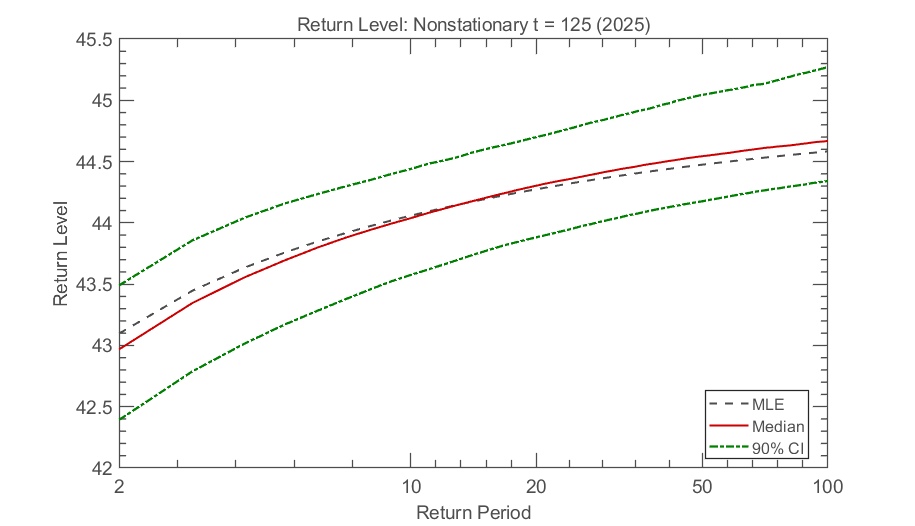 Return Level: Nonstationary t = 125 (2025)
45.5
45
44.5
44
43.5
43
42.5
42
Return Level
MLE
Median
90% CI
2
10
20
50
100
Return Period